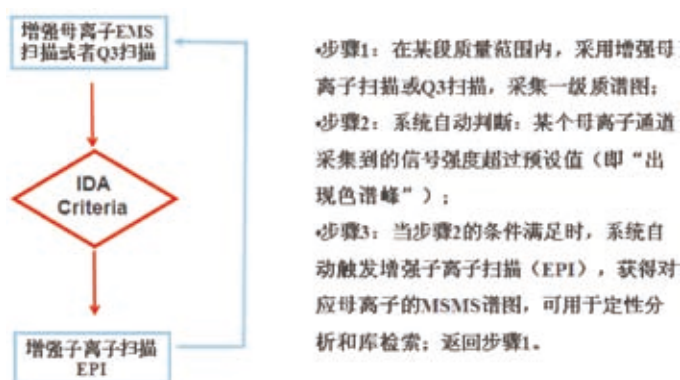 增强母离子EMS
扫描或者Q3扫描
IDA
Criteria
增强子离子扫描
EPI
•步骤1：在某段质量范围内，采用增强母
离子扫描或Q3扫描，采集一级质谱图；
•步骤2：系统自动判断：某个母离子通道
采集到的信号强度超过预设值（即“出
现色谱峰”）；
•步骤3：当步骤2的条件满足时，系统自
动触发增强子离子扫描（EPI），获得对
应母离子的MSMS谱图，可用于定性分
析和库检索；返回步骤1。